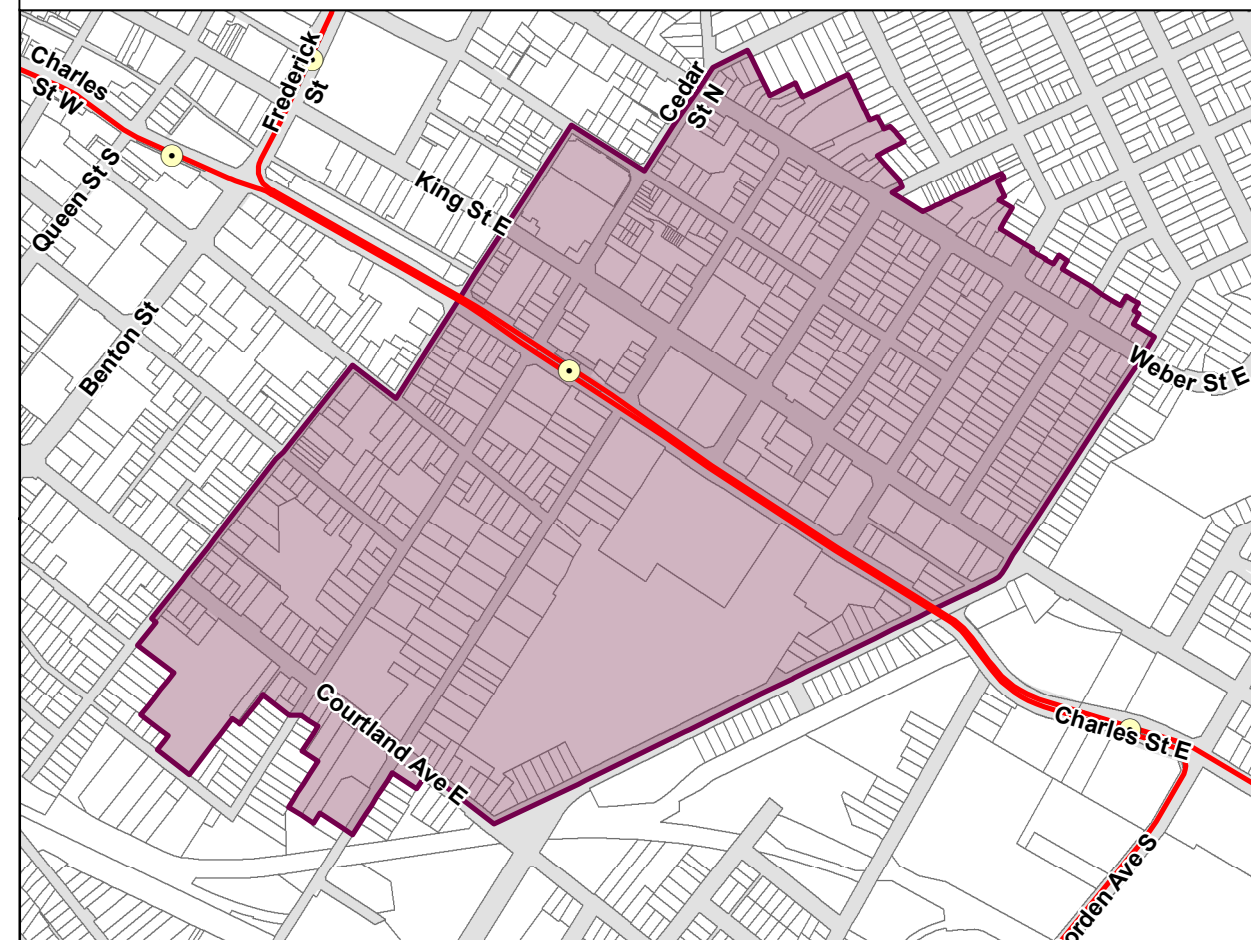 Charles
St W
Frederick
St
Cedar
St N
Queen St S
King St E
Benton St
Weber St E
Courtland Ave E
Charles St E
orden Ave S